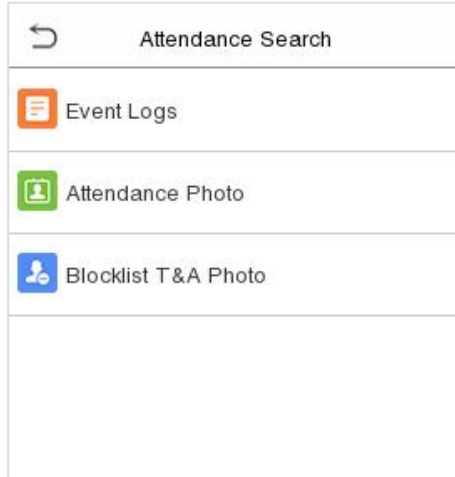 Attendance Search
Event Logs
Attendance Photo
Blocklist T&A Photo